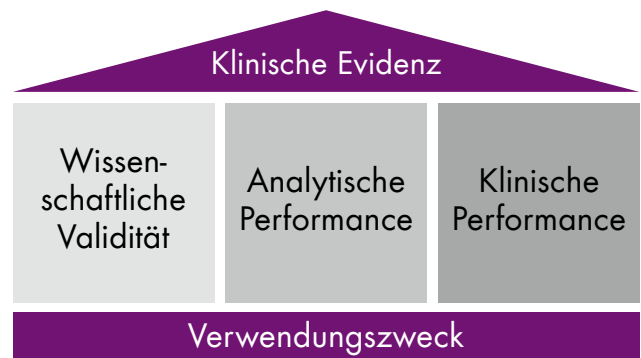 Klinische Evidenz
Wissen-
schaftliche
Validität
Analytische
Performance
Klinische
Performance
Verwendungszweck